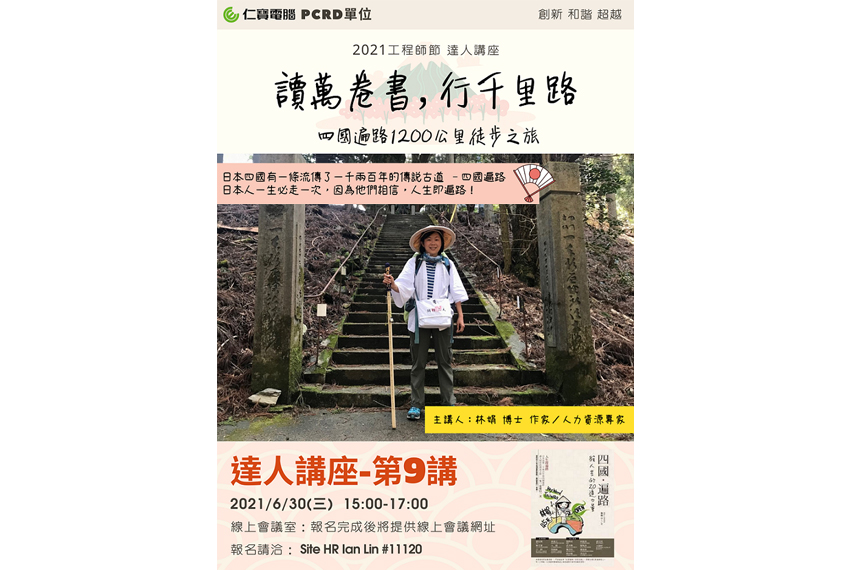 仁寶電腦 PCRD單位
創新 和諧 超越
2021工程師節 達人講座
讀萬卷書,行千里路
四國遍路1200公里徒步之旅
日本四國有一條流傳了一千兩百年的傳說古道 －四國遍路
日本人一生必走一次，因為他們相信，人生即遍路！
主講人：林娟 博士 作家／人力資源專家
達人講座-第9講
2021/6/30(三) 15:00-17:00
線上會議室：報名完成後將提供線上會議網址
報名請洽： Site HR Ian Lin #11120
四國‧遍路